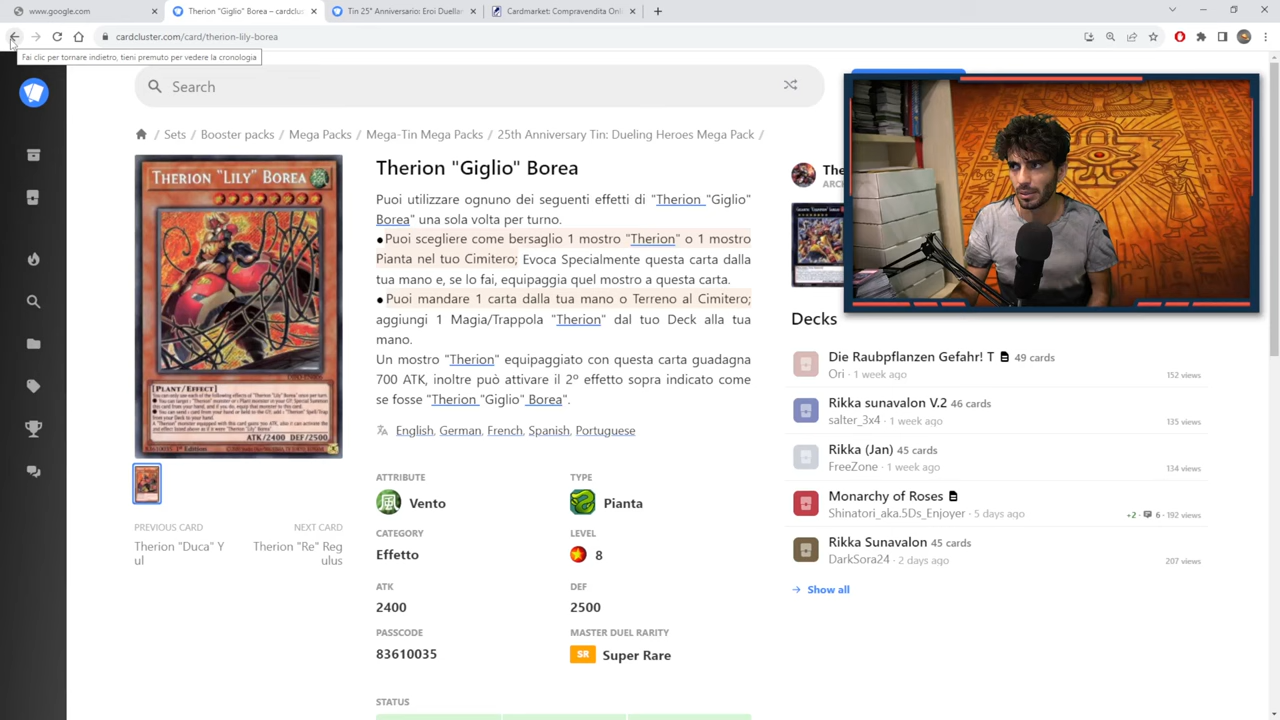 www.google.com
Therion "Giglio" Borea – cardclus
Tin 25° Anniversario: Eroi Duellan
Cardmarket: Compravendita Onl
cardcluster.com/card/therion-lily-borea
Fai clic per tornare indietro, tieni premuto per vedere la cronologia
Search
/ Sets / Booster packs / Mega Packs / Mega-Tin Mega Packs / 25th Anniversary Tin: Dueling Heroes Mega Pack /
THERION "LILY" BOREA
[PLANT/EFFECT]
ATK/2400 DEF/2500
Therion "Giglio" Borea
Puoi utilizzare ognuno dei seguenti effetti di "Therion "Giglio"
Borea" una sola volta per turno.
●Puoi scegliere come bersaglio 1 mostro "Therion" o 1 mostro
Pianta nel tuo Cimitero; Evoca Specialmente questa carta dalla
tua mano e, se lo fai, equipaggia quel mostro a questa carta.
●Puoi mandare 1 carta dalla tua mano o Terreno al Cimitero;
aggiungi 1 Magia/Trappola "Therion" dal tuo Deck alla tua
mano.
Un mostro "Therion" equipaggiato con questa carta guadagna
700 ATK, inoltre può attivare il 2º effetto sopra indicato come
se fosse "Therion "Giglio" Borea".
English, German, French, Spanish, Portuguese
PREVIOUS CARD
Therion "Duca" Y
ul
NEXT CARD
Therion "Re" Reg
ulus
ATTRIBUTE
Vento
TYPE
Pianta
CATEGORY
Effetto
LEVEL
8
ATK
2400
DEF
2500
PASSCODE
83610035
MASTER DUEL RARITY
SR Super Rare
STATUS
The
ARC
Decks
Die Raubpflanzen Gefahr! T 49 cards
Ori · 1 week ago
152 views
Rikka sunavalon V.2 46 cards
salter_3x4 · 1 week ago
135 views
Rikka (Jan) 45 cards
FreeZone · 1 week ago
134 views
Monarchy of Roses
Shinatori_aka.5Ds_Enjoyer · 5 days ago
+2 · 6 · 192 views
Rikka Sunavalon 45 cards
DarkSora24 · 2 days ago
207 views
→ Show all